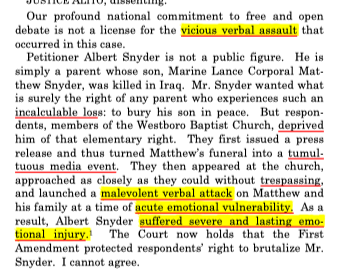 JUSTICE ALITO, dissenting.
Our profound national commitment to free and open
debate is not a license for the vicious verbal assault that
occurred in this case.
Petitioner Albert Snyder is not a public figure. He is
simply a parent whose son, Marine Lance Corporal Mat-
thew Snyder, was killed in Iraq. Mr. Snyder wanted what
is surely the right of any parent who experiences such an
incalculable loss: to bury his son in peace. But respon-
dents, members of the Westboro Baptist Church, deprived
him of that elementary right. They first issued a press
release and thus turned Matthew's funeral into a tumul-
tuous media event. They then appeared at the church,
approached as closely as they could without trespassing,
and launched a malevolent verbal attack on Matthew and
his family at a time of acute emotional vulnerability. As a
result, Albert Snyder suffered severe and lasting emo-
tional injury.¹ The Court now holds that the First
Amendment protected respondents' right to brutalize Mr.
Snyder. I cannot agree.